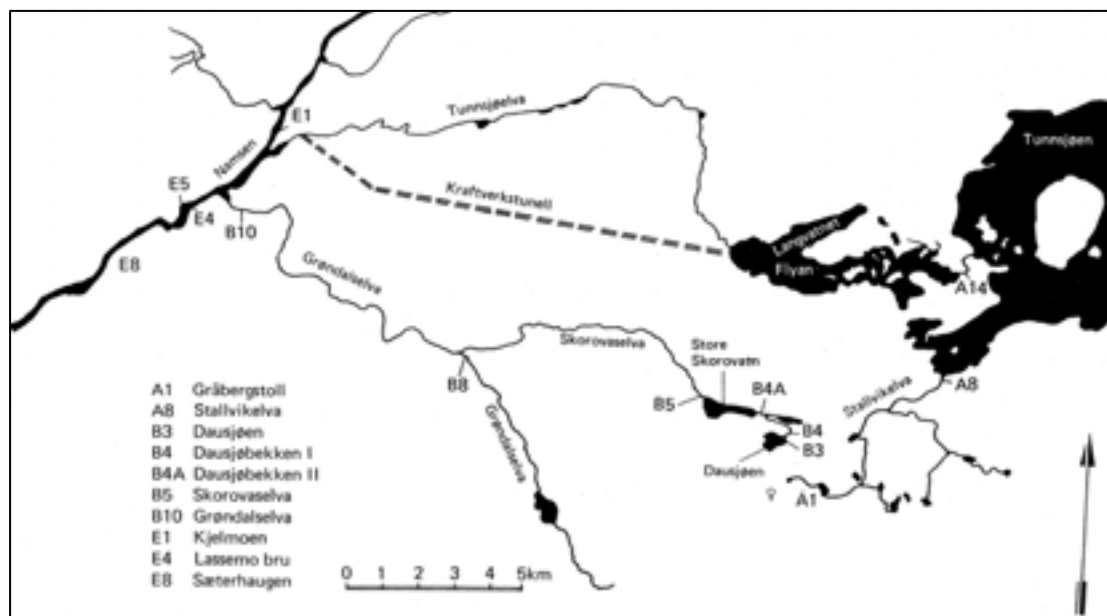 Tunnsjøelva
Tunnsjøen
E1
Namsen
E5
E4
B10
Kraftverkstunell
Langvatnet
Flyan
A14
E8
Grøndalselva
Skorovaselva
Store
Skorovatn
B4A
B8
B5
B4
B3
Dausjøen
Stallvikelva
A8
A1
Grøndalselva
A1 Gråbergstoll
A8 Stallvikelva
B3 Dausjøen
B4 Dausjøbekken I
B4A Dausjøbekken II
B5 Skorovaselva
B10 Grøndalselva
E1 Kjelmoen
E4 Lassemo bru
E8 Sæterhaugen
0 1 2 3 4 5km